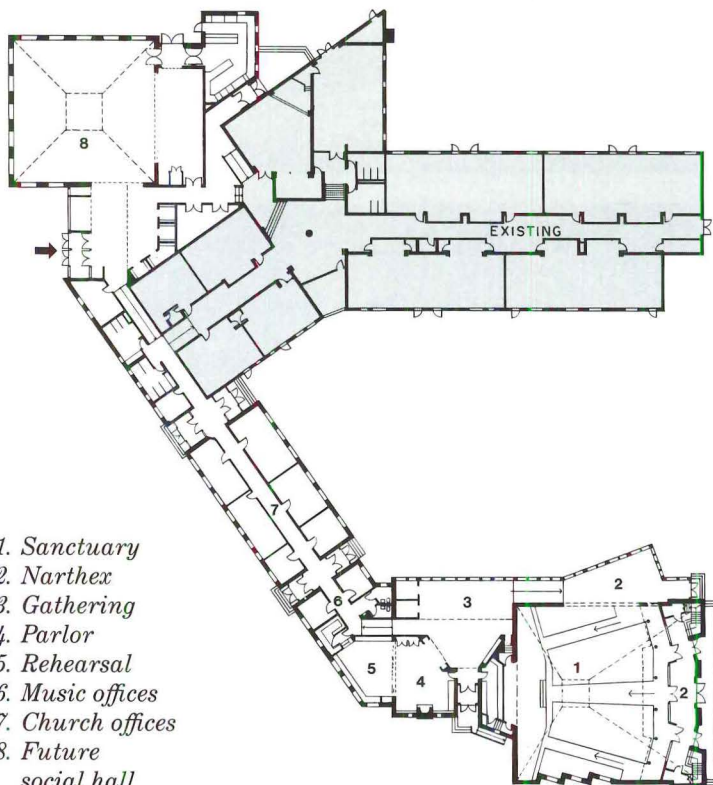 8
EXISTING
7
6
3
2
5
4
1
2
1. Sanctuary
2. Narthex
3. Gathering
4. Parlor
5. Rehearsal
6. Music offices
7. Church offices
8. Future
social hall